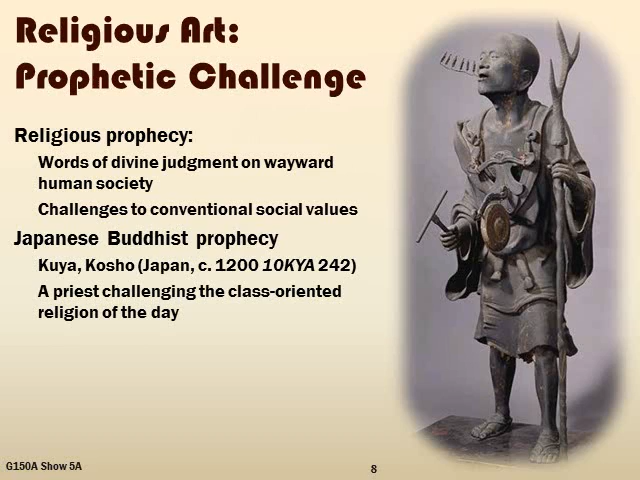 Religious Art:
Prophetic Challenge
Religious prophecy:
Words of divine judgment on wayward
human society
Challenges to conventional social values
Japanese Buddhist prophecy
Kuya, Kosho (Japan, c. 1200 10KYA 242)
A priest challenging the class-oriented
religion of the day
G150A Show 5A
8